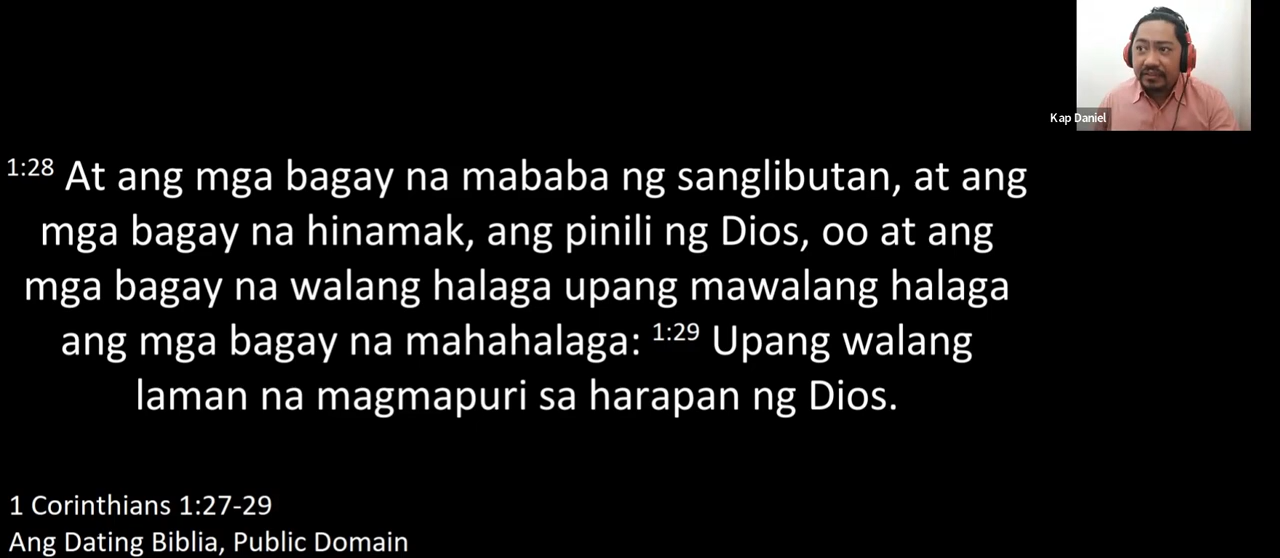 Kap Daniel
1:28 At ang mga bagay na mababa ng sanglibutan, at ang
mga bagay na hinamak, ang pinili ng Dios, oo at ang
mga bagay na walang halaga upang mawalang halaga
ang mga bagay na mahahalaga: 1:29 Upang walang
laman na magmapuri sa harapan ng Dios.
1 Corinthians 1:27-29
Ang Dating Biblia, Public Domain